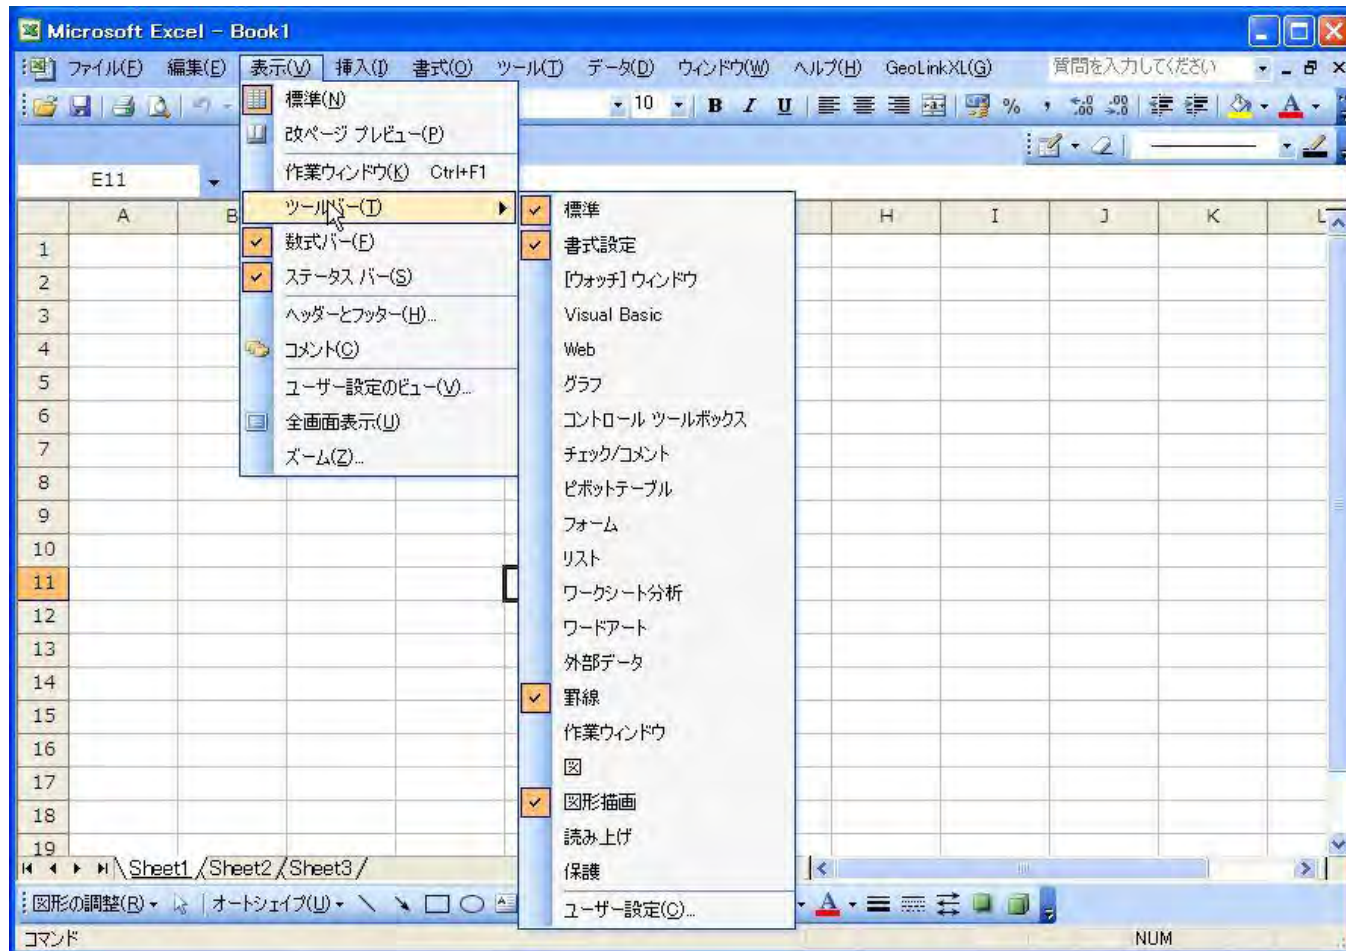 Microsoft Excel - Book1
ファイル(F) 編集(E) 表示(V) 挿入(I) 書式(O) ツール(T) データ(D) ウィンドウ(W) ヘルプ(H) GeoLinkXL(G) 質問を入力してください
標準(N)
10 B I U % , .0 .00 .00 .0 A
改ページ プレビュー(P)
作業ウィンドウ(K) Ctrl+F1
E11
ツールバー(T)
数式バー(F)
ステータス バー(S)
ヘッダーとフッター(H)...
コメント(C)
ユーザー設定のビュー(V)...
全画面表示(U)
ズーム(Z)...
標準
書式設定
[ウォッチ] ウィンドウ
Visual Basic
Web
グラフ
コントロール ツールボックス
チェック/コメント
ピボットテーブル
フォーム
リスト
ワークシート分析
ワードアート
外部データ
罫線
作業ウィンドウ
図
図形描画
読み上げ
保護
ユーザー設定(C)...
A B H I J K L
1
2
3
4
5
6
7
8
9
10
11
12
13
14
15
16
17
18
19
Sheet1 / Sheet2 / Sheet3 /
図形の調整(R) オートシェイプ(U) A
コマンド NUM